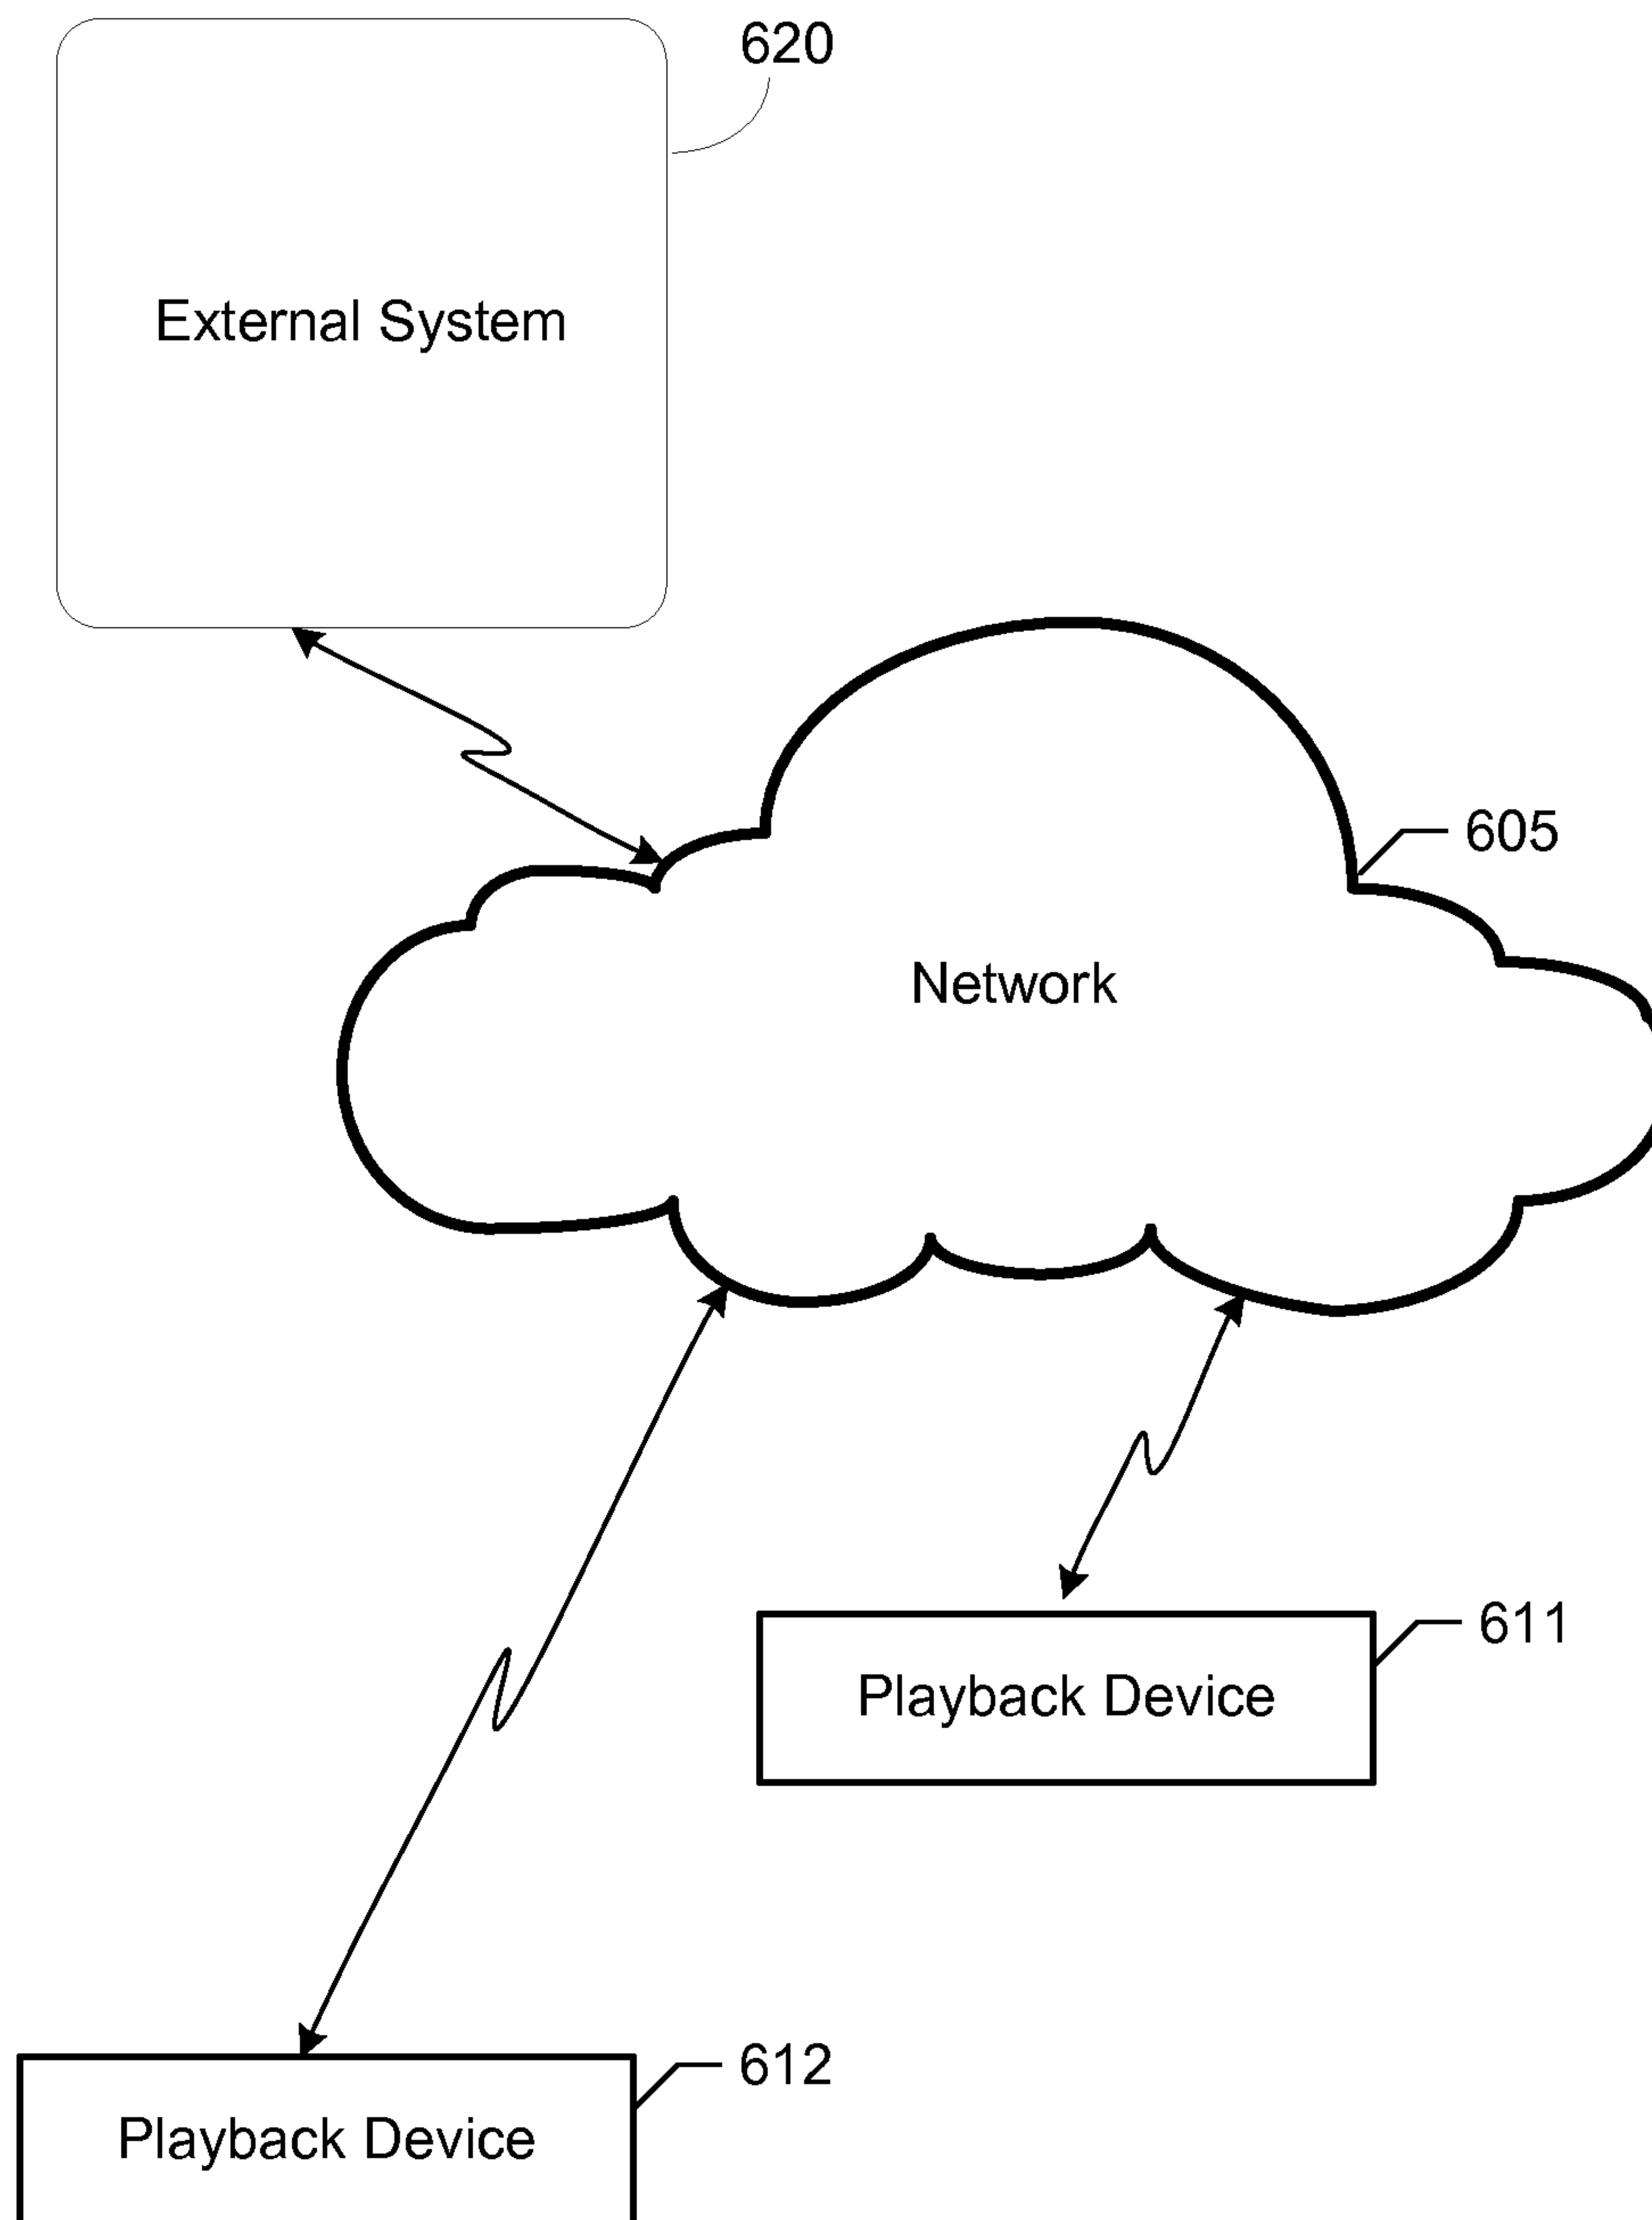 620
External System
605
Network
611
Playback Device
612
Playback Device